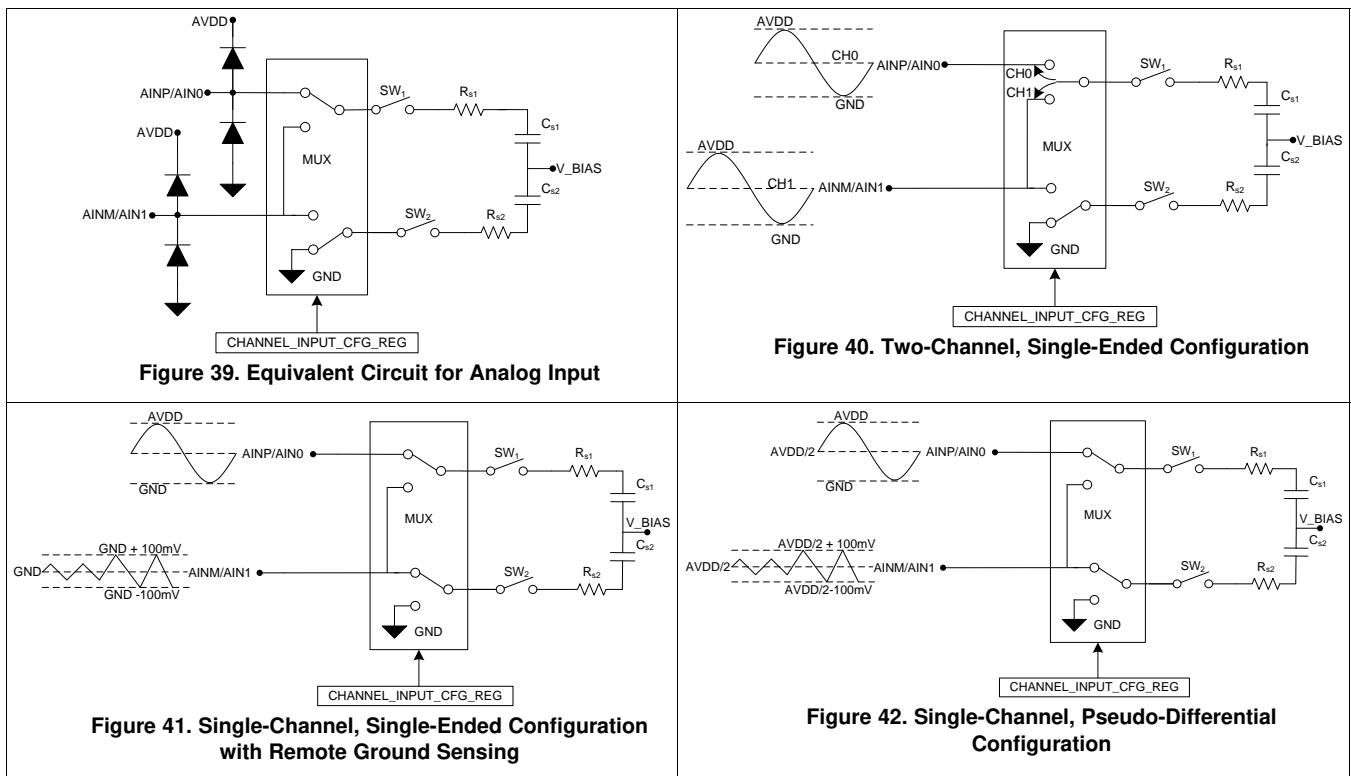 AVDD
AINP/AIN0
AVDD
AINM/AIN1
MUX
GND
SW1
Rs1
Cs1
V_BIAS
Cs2
SW2
Rs2
CHANNEL_INPUT_CFG_REG
Figure 39. Equivalent Circuit for Analog Input
AVDD
CH0
GND
AINP/AIN0
AVDD
CH1
GND
AINM/AIN1
CH0
CH1
MUX
GND
SW1
Rs1
Cs1
V_BIAS
Cs2
SW2
Rs2
CHANNEL_INPUT_CFG_REG
Figure 40. Two-Channel, Single-Ended Configuration
AVDD
GND
AINP/AIN0
GND + 100mV
GND
GND -100mV
AINM/AIN1
MUX
GND
SW1
Rs1
Cs1
V_BIAS
Cs2
SW2
Rs2
CHANNEL_INPUT_CFG_REG
Figure 41. Single-Channel, Single-Ended Configuration
with Remote Ground Sensing
AVDD
AVDD/2
GND
AINP/AIN0
AVDD/2 + 100mV
AVDD/2
AVDD/2-100mV
AINM/AIN1
MUX
GND
SW1
Rs1
Cs1
V_BIAS
Cs2
SW2
Rs2
CHANNEL_INPUT_CFG_REG
Figure 42. Single-Channel, Pseudo-Differential
Configuration